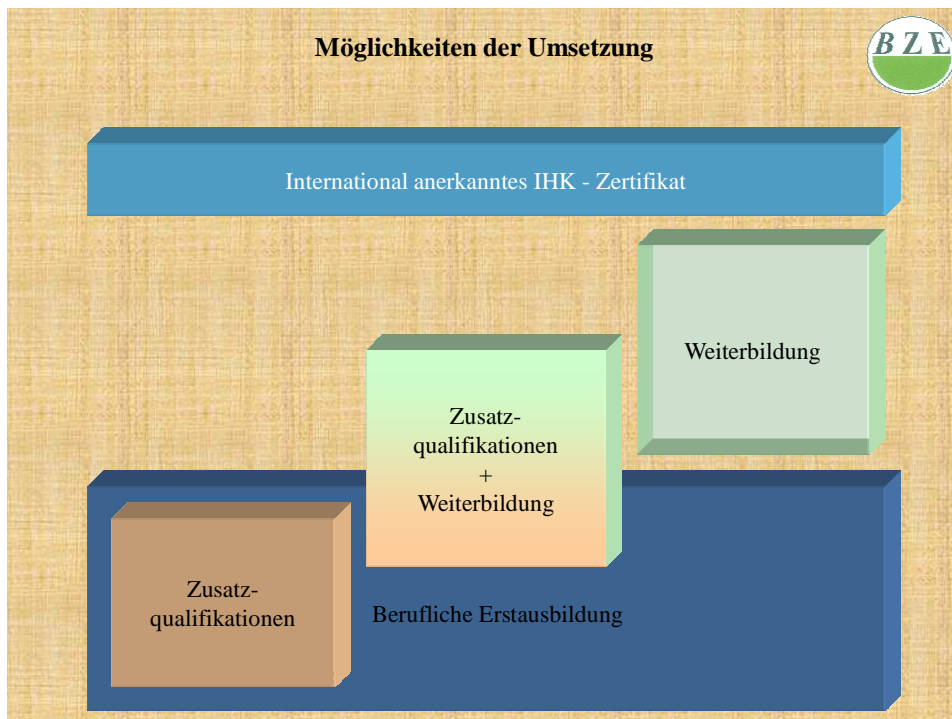 Möglichkeiten der Umsetzung
BZE
International anerkanntes IHK - Zertifikat
Weiterbildung
Zusatz-
qualifikationen
+
Weiterbildung
Zusatz-
qualifikationen
Berufliche Erstausbildung